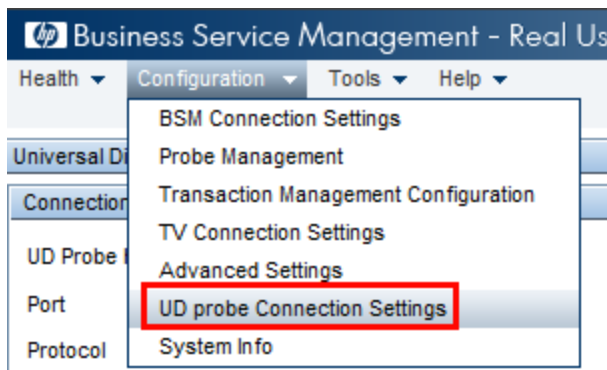 hp Business Service Management - Real Us
Health Configuration Tools Help
BSM Connection Settings
Universal Di
Probe Management
Connection
Transaction Management Configuration
TV Connection Settings
UD Probe
Advanced Settings
Port
UD probe Connection Settings
Protocol
System Info